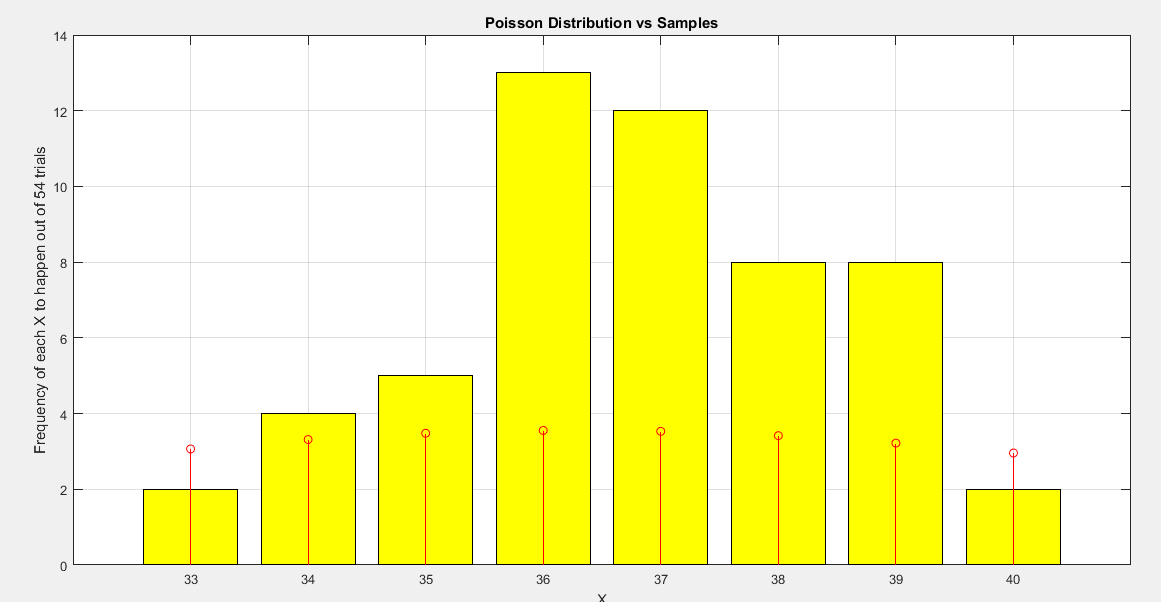 Poisson Distribution vs Samples
Frequency of each X to happen out of 54 trials
14
12
10
8
6
4
2
0
33 34 35 36 37 38 39 40
X